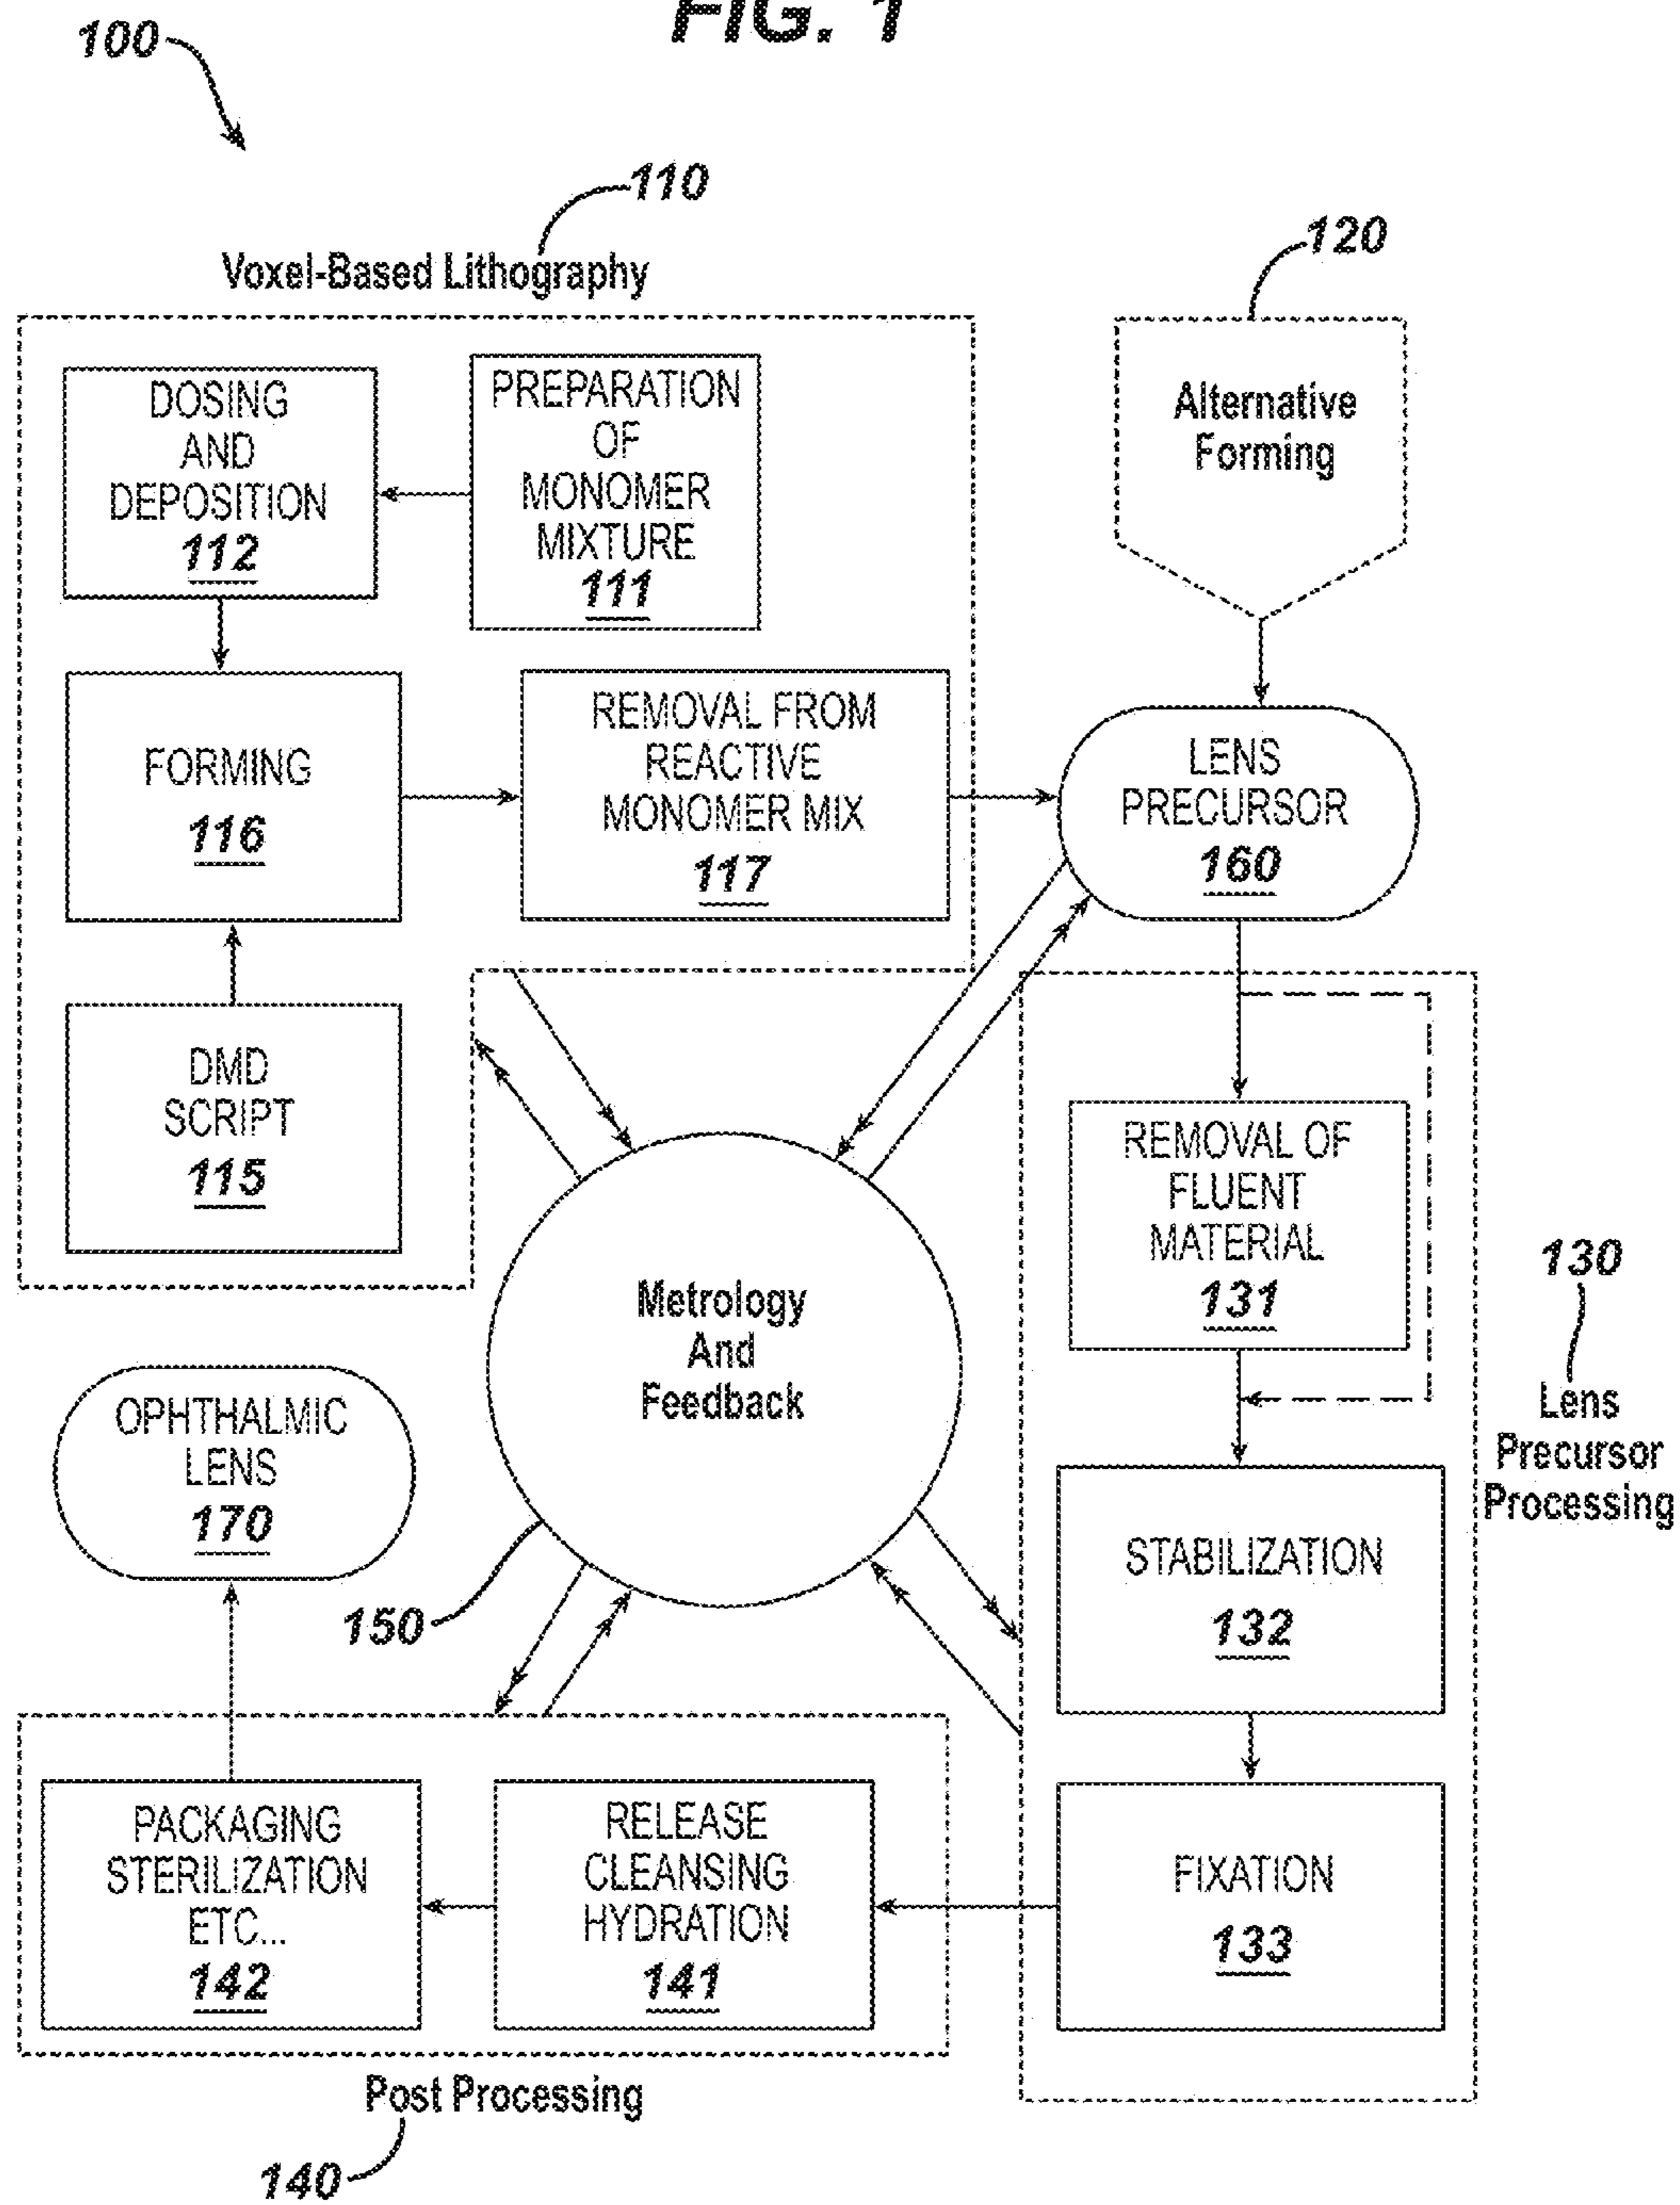 FIG. 1
100
110
Voxel-Based Lithography
120
DOSING
AND
DEPOSITION
112
PREPARATION
OF
MONOMER
MIXTURE
111
Alternative
Forming
FORMING
116
REMOVAL FROM
REACTIVE
MONOMER MIX
117
LENS
PRECURSOR
160
DMD
SCRIPT
115
REMOVAL OF
FLUENT
MATERIAL
131
130
Lens
Precursor
Processing
Metrology
And
Feedback
150
OPHTHALMIC
LENS
170
STABILIZATION
132
PACKAGING
STERILIZATION
ETC...
142
RELEASE
CLEANSING
HYDRATION
141
FIXATION
133
Post Processing
140